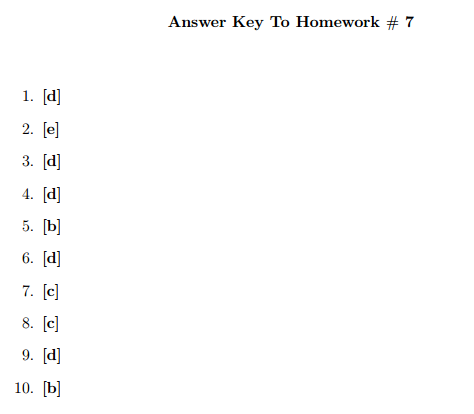 Answer Key To Homework # 7
1. [d]
2. [e]
3. [d]
4. [d]
5. [b]
6. [d]
7. [c]
8. [c]
9. [d]
10. [b]